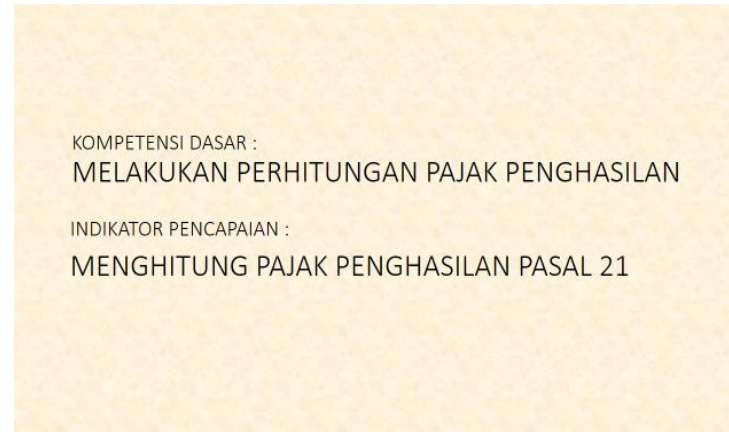 KOMPETENSI DASAR :
MELAKUKAN PERHITUNGAN PAJAK PENGHASILAN
INDIKATOR PENCAPAIAN :
MENGHITUNG PAJAK PENGHASILAN PASAL 21